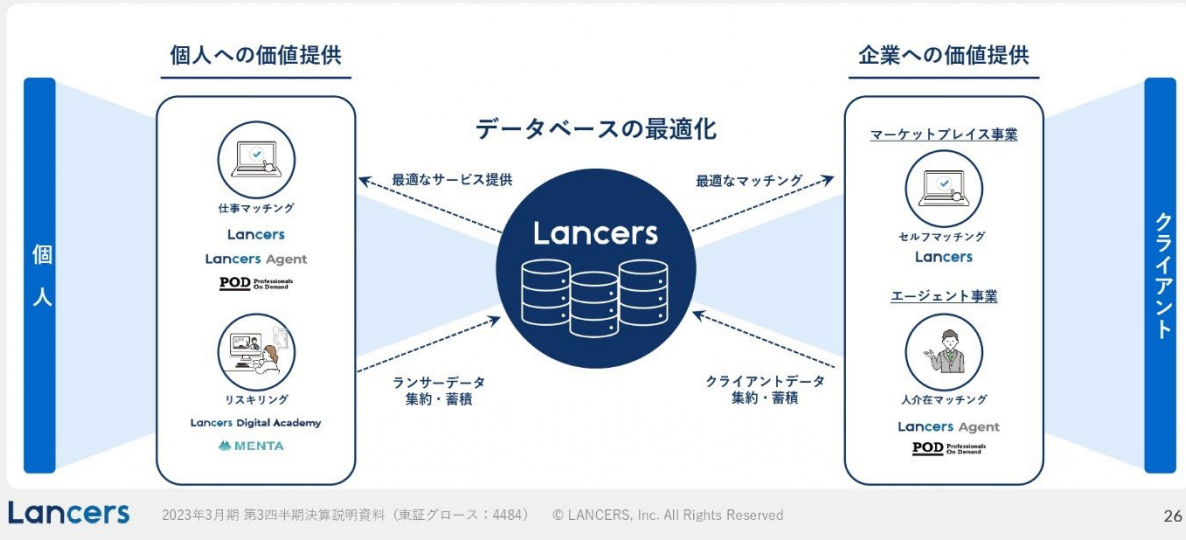 個人への価値提供
企業への価値提供
個人
仕事マッチング
Lancers
Lancers Agent
POD Professionals On Demand
リスキリング
Lancers Digital Academy
MENTA
データベースの最適化
最適なサービス提供
最適なマッチング
Lancers
ランサーデータ
集約・蓄積
クライアントデータ
集約・蓄積
マーケットプレイス事業
セルフマッチング
Lancers
エージェント事業
人介在マッチング
Lancers Agent
POD Professionals On Demand
クライアント
Lancers
2023年3月期 第3四半期決算説明資料（東証グロース：4484） © LANCERS, Inc. All Rights Reserved
26